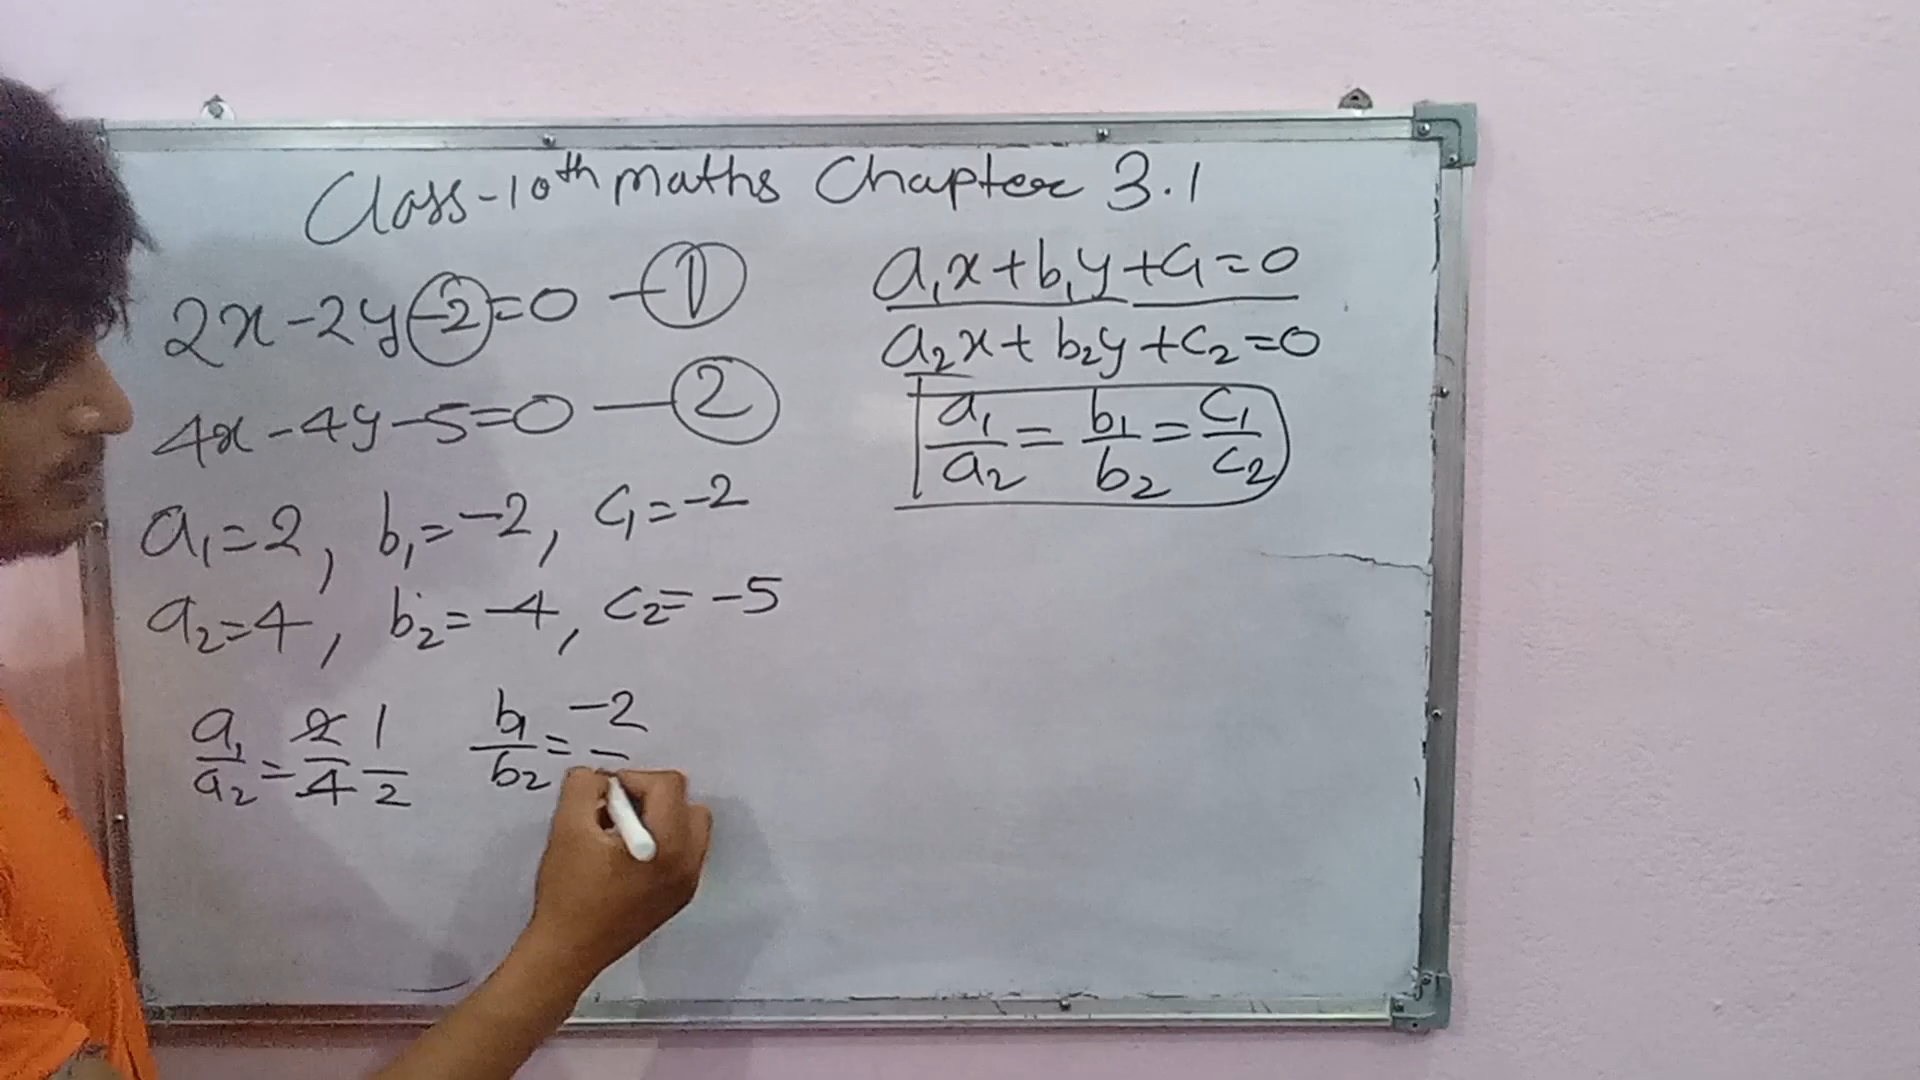 Class-10th maths Chapter 3.1
2x-2y-2=0 — 1
4x-4y-5=0 — 2
a₁=2, b₁=-2, c₁=-2
a₂=4, b₂=-4, c₂=-5
a₁/a₂ = 2/4 1/2 b₁/b₂ = -2/
a₁x+b₁y+c₁=0
a₂x+b₂y+c₂=0
a₁/a₂ = b₁/b₂ = c₁/c₂